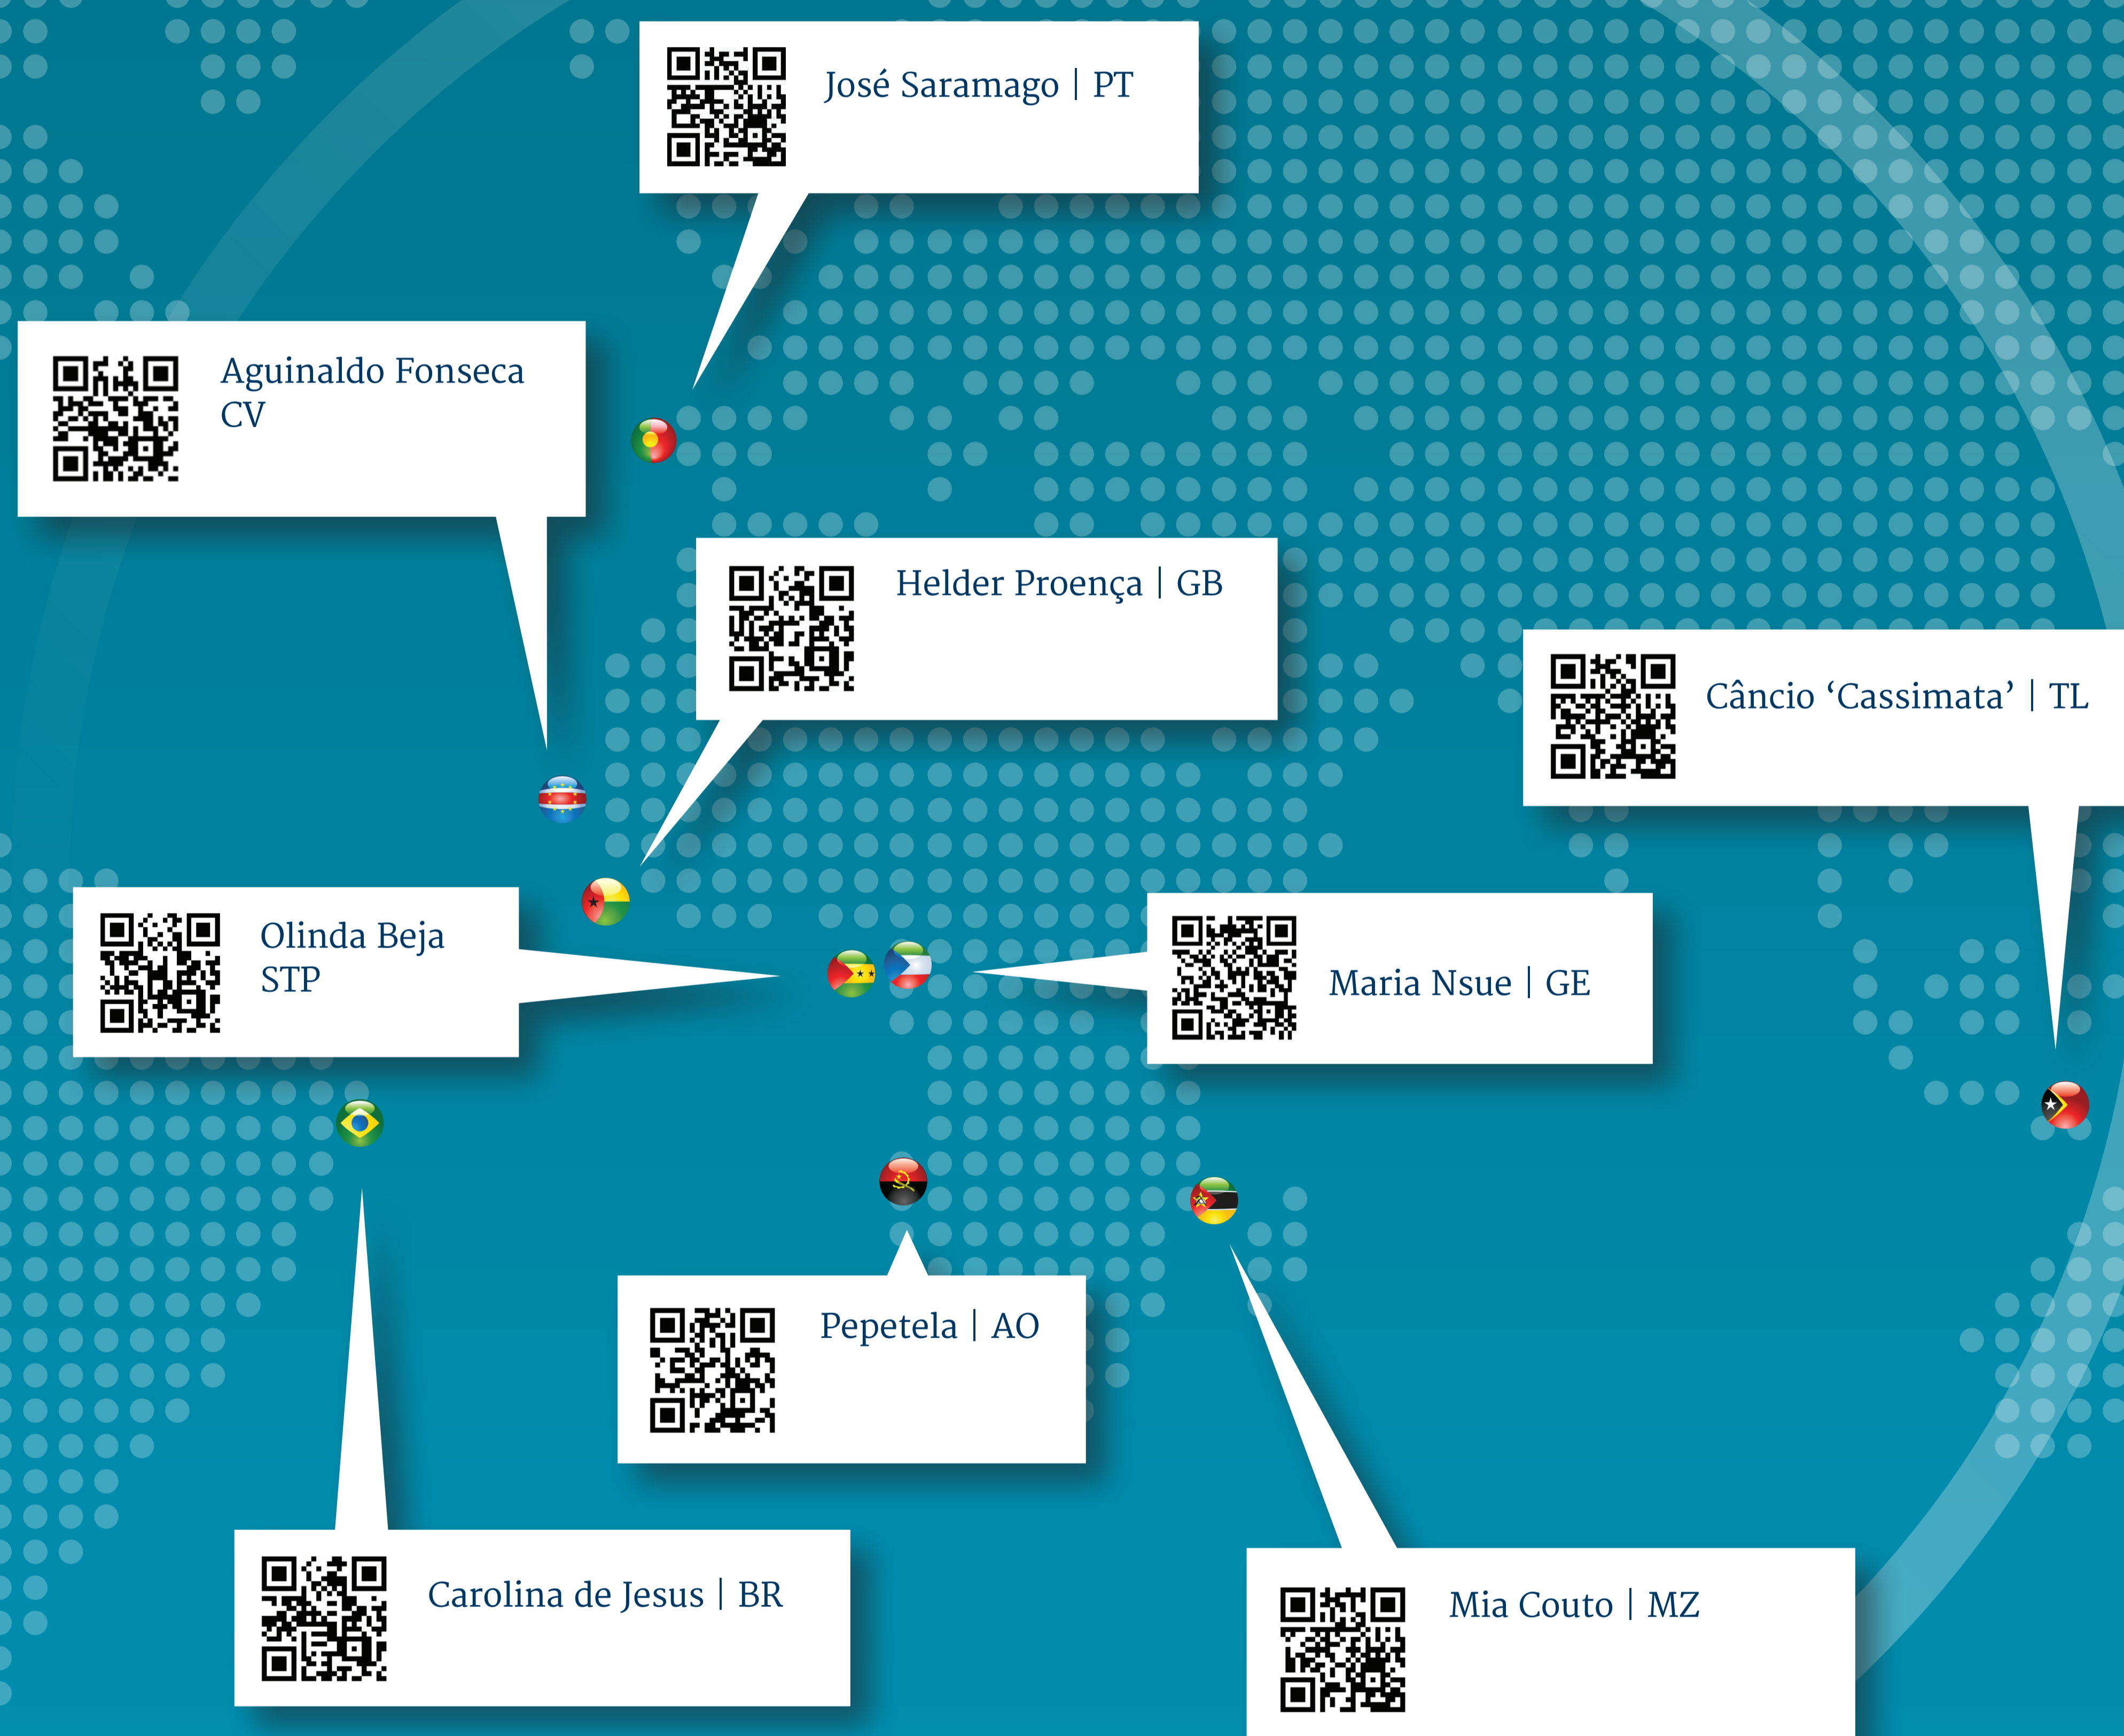 José Saramago | PT
Aguinaldo Fonseca
CV
Helder Proença | GB
Câncio ‘Cassimata’ | TL
Olinda Beja
STP
Maria Nsue | GE
Pepetela | AO
Carolina de Jesus | BR
Mia Couto | MZ